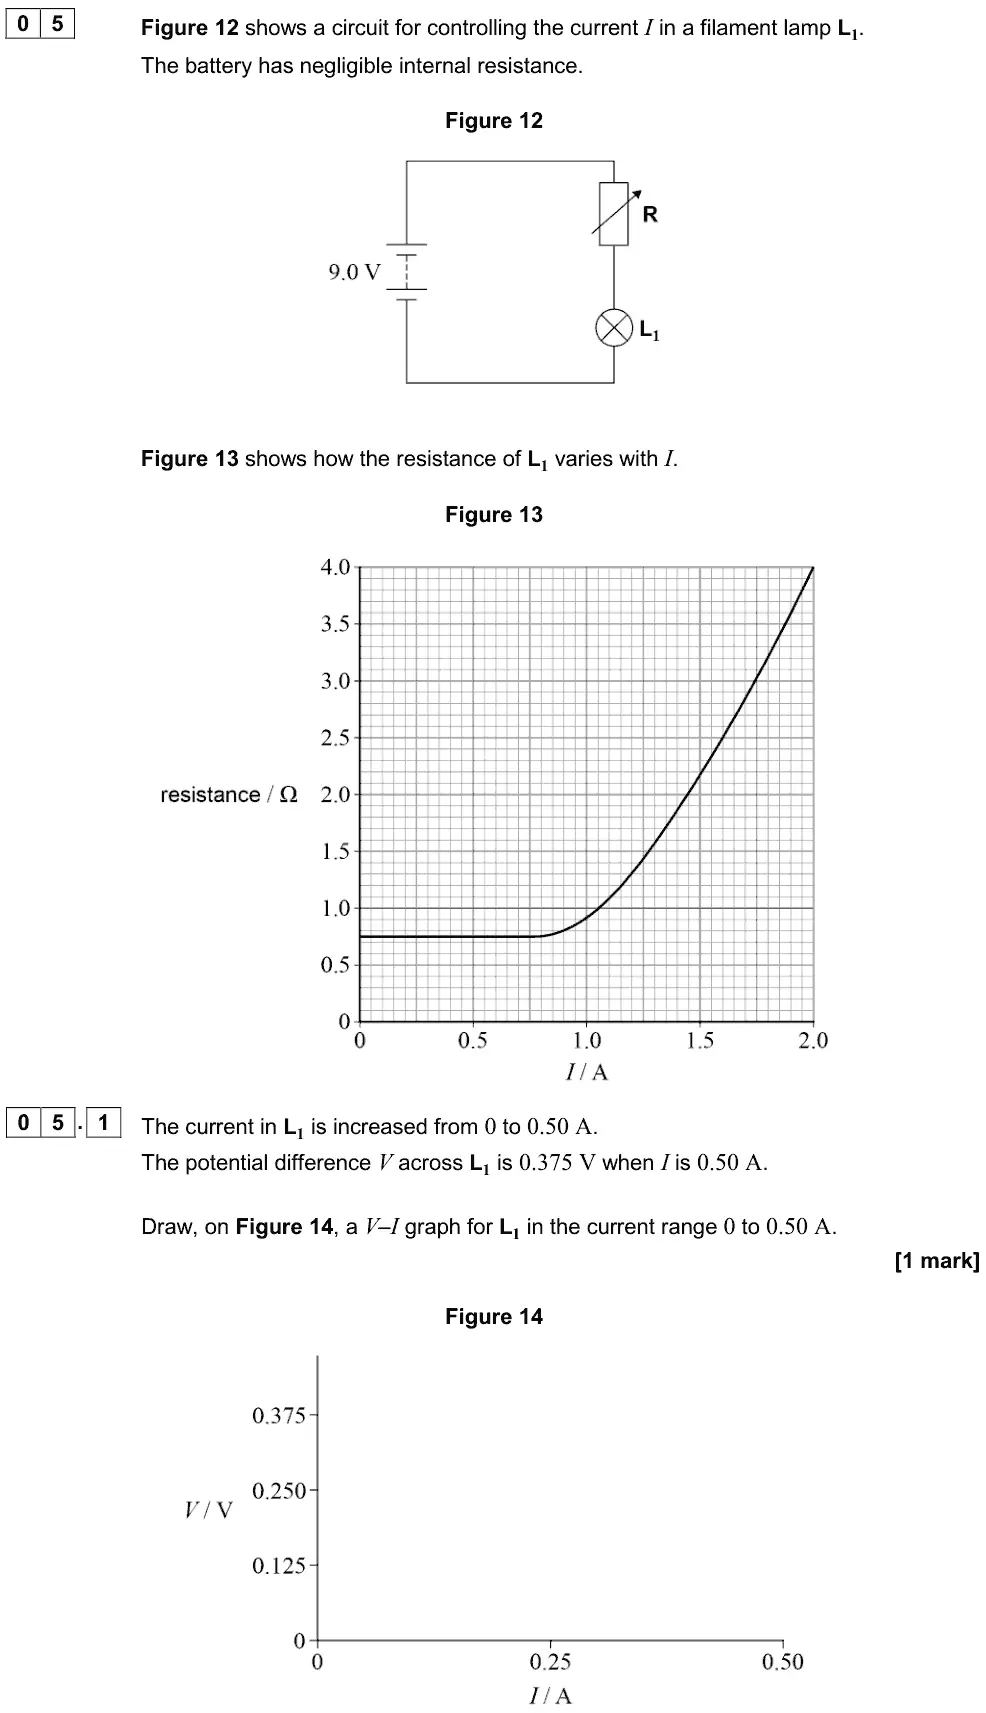 0 5
Figure 12 shows a circuit for controlling the current I in a filament lamp L₁.
The battery has negligible internal resistance.
Figure 12
R
9.0 V
L₁
Figure 13 shows how the resistance of L₁ varies with I.
Figure 13
4.0
3.5
3.0
2.5
resistance / Ω 2.0
1.5
1.0
0.5
0
0 0.5 1.0 1.5 2.0
I / A
0 5 . 1 The current in L₁ is increased from 0 to 0.50 A.
The potential difference V across L₁ is 0.375 V when I is 0.50 A.
Draw, on Figure 14, a V–I graph for L₁ in the current range 0 to 0.50 A.
[1 mark]
Figure 14
0.375
0.250
V / V
0.125
0
0 0.25 0.50
I / A